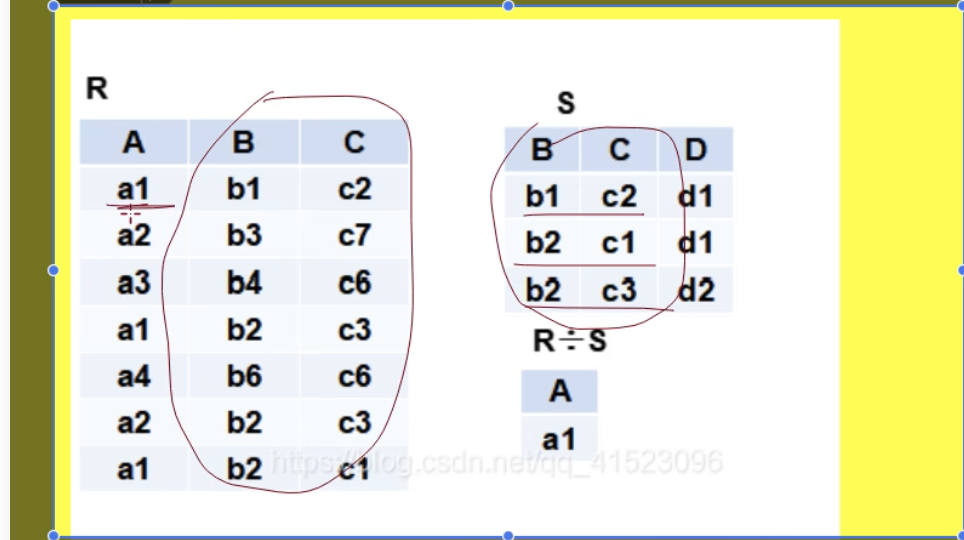 R
A B C
a1 b1 c2
a2 b3 c7
a3 b4 c6
a1 b2 c3
a4 b6 c6
a2 b2 c3
a1 b2 c1
S
B C D
b1 c2 d1
b2 c1 d1
b2 c3 d2
R÷S
A
a1
https://blog.csdn.net/qq_41523096